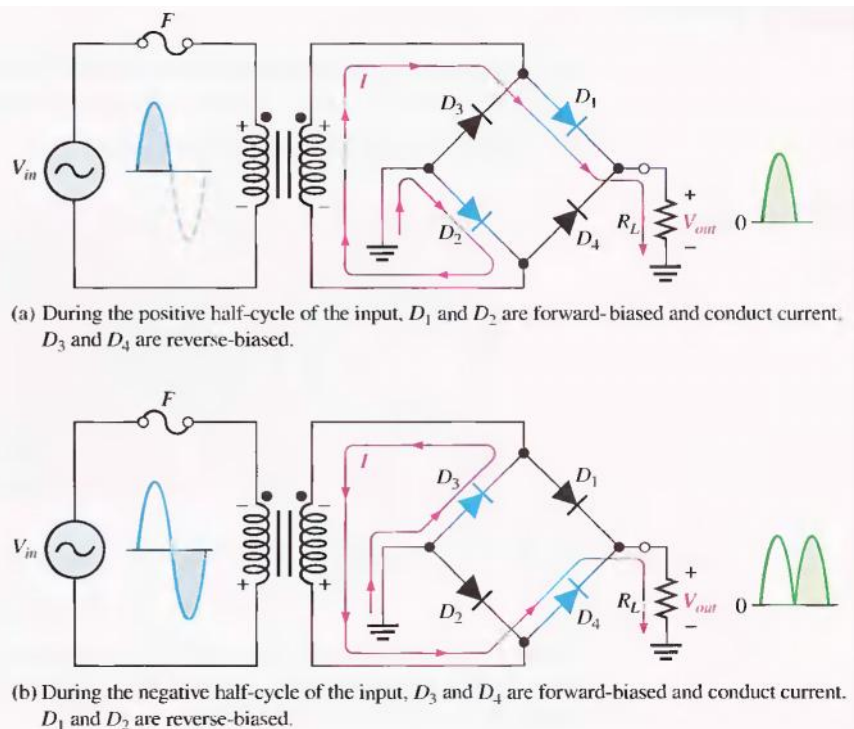 F
I
D3
D1
+
+
Vin
−
−
D2
D4
RL
+
Vout
−
0
(a) During the positive half-cycle of the input, D1 and D2 are forward-biased and conduct current.
D3 and D4 are reverse-biased.
F
I
D3
D1
−
−
Vin
+
+
D2
D4
RL
+
Vout
−
0
(b) During the negative half-cycle of the input, D3 and D4 are forward-biased and conduct current.
D1 and D2 are reverse-biased.